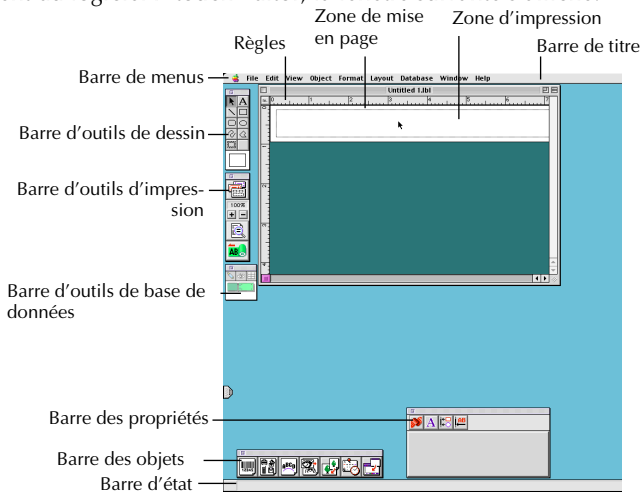 Zone de mise
en page
Zone d’impression
Règles
Barre de titre
Barre de menus
File Edit View Object Format Layout Database Window Help
Untitled 1.lbl
Barre d’outils de dessin
Barre d’outils d’impres-
sion
100%
Barre d’outils de base de
données
Barre des propriétés
Barre des objets
Barre d’état